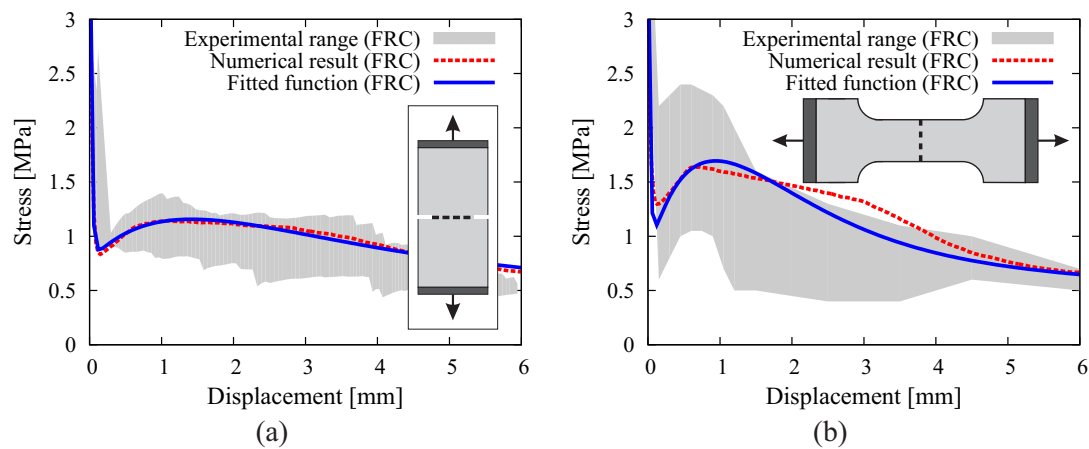 3
2.5
2
1.5
1
0.5
0
Stress [MPa]
Experimental range (FRC)
Numerical result (FRC)
Fitted function (FRC)
0 1 2 3 4 5 6
Displacement [mm]
(a)
3
2.5
2
1.5
1
0.5
0
Stress [MPa]
Experimental range (FRC)
Numerical result (FRC)
Fitted function (FRC)
0 1 2 3 4 5 6
Displacement [mm]
(b)